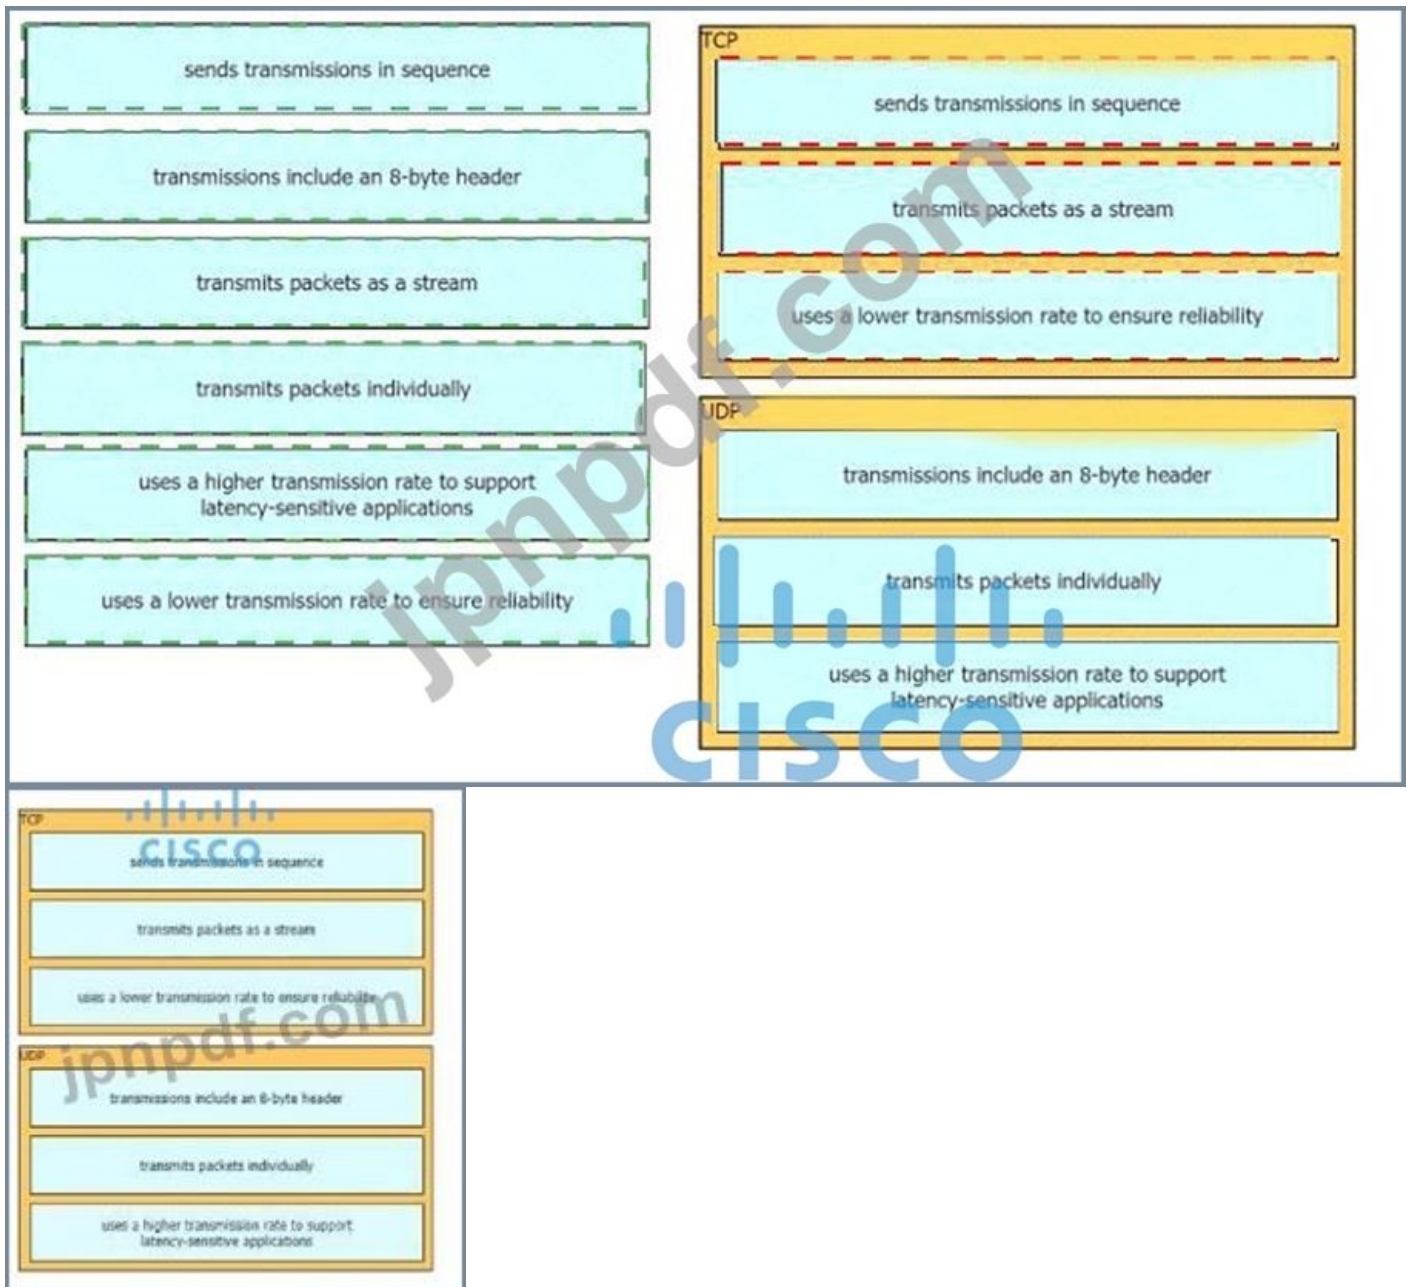 sends transmissions in sequence
transmissions include an 8-byte header
transmits packets as a stream
transmits packets individually
uses a higher transmission rate to support
latency-sensitive applications
uses a lower transmission rate to ensure reliability
TCP
sends transmissions in sequence
transmits packets as a stream
uses a lower transmission rate to ensure reliability
UDP
transmissions include an 8-byte header
transmits packets individually
uses a higher transmission rate to support
latency-sensitive applications
jpnpdf.com
CISCO
TCP
CISCO
sends transmissions in sequence
transmits packets as a stream
uses a lower transmission rate to ensure reliability
jpnpdf.com
UDP
transmissions include an 8-byte header
transmits packets individually
uses a higher transmission rate to support
latency-sensitive applications